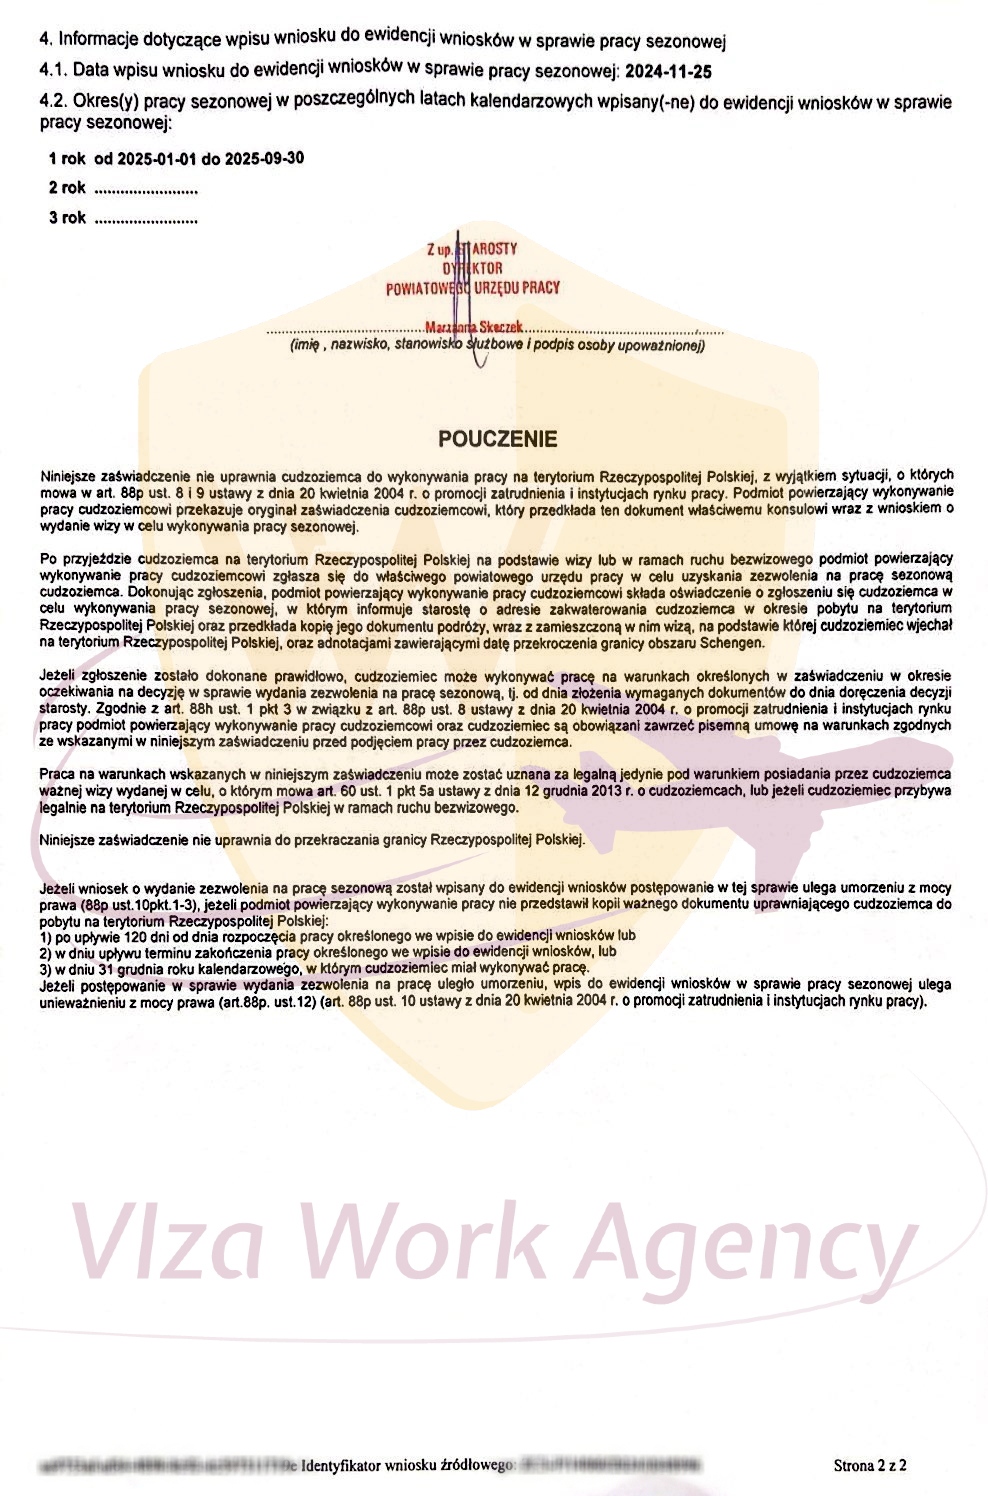 4. Informacje dotyczące wpisu wniosku do ewidencji wniosków w sprawie pracy sezonowej
4.1. Data wpisu wniosku do ewidencji wniosków w sprawie pracy sezonowej: 2024-11-25
4.2. Okres(y) pracy sezonowej w poszczególnych latach kalendarzowych wpisany(-ne) do ewidencji wniosków w sprawie
pracy sezonowej:
1 rok od 2025-01-01 do 2025-09-30
2 rok ........................
3 rok ........................
Z up. STAROSTY
DYREKTOR
POWIATOWEGO URZĘDU PRACY
Marzanna Skoczek
(imię , nazwisko, stanowisko służbowe i podpis osoby upoważnionej)
POUCZENIE
Niniejsze zaświadczenie nie uprawnia cudzoziemca do wykonywania pracy na terytorium Rzeczypospolitej Polskiej, z wyjątkiem sytuacji, o których
mowa w art. 88p ust. 8 i 9 ustawy z dnia 20 kwietnia 2004 r. o promocji zatrudnienia i instytucjach rynku pracy. Podmiot powierzający wykonywanie
pracy cudzoziemcowi przekazuje oryginał zaświadczenia cudzoziemcowi, który przedkłada ten dokument właściwemu konsulowi wraz z wnioskiem o
wydanie wizy w celu wykonywania pracy sezonowej.
Po przyjeździe cudzoziemca na terytorium Rzeczypospolitej Polskiej na podstawie wizy lub w ramach ruchu bezwizowego podmiot powierzający
wykonywanie pracy cudzoziemcowi zgłasza się do właściwego powiatowego urzędu pracy w celu uzyskania zezwolenia na pracę sezonową
cudzoziemca. Dokonując zgłoszenia, podmiot powierzający wykonywanie pracy cudzoziemcowi składa oświadczenie o zgłoszeniu się cudzoziemca w
celu wykonywania pracy sezonowej, w którym informuje starostę o adresie zakwaterowania cudzoziemca w okresie pobytu na terytorium
Rzeczypospolitej Polskiej oraz przedkłada kopię jego dokumentu podróży, wraz z zamieszczoną w nim wizą, na podstawie której cudzoziemiec wjechał
na terytorium Rzeczypospolitej Polskiej, oraz adnotacjami zawierającymi datę przekroczenia granicy obszaru Schengen.
Jeżeli zgłoszenie zostało dokonane prawidłowo, cudzoziemiec może wykonywać pracę na warunkach określonych w zaświadczeniu w okresie
oczekiwania na decyzję w sprawie wydania zezwolenia na pracę sezonową, tj. od dnia złożenia wymaganych dokumentów do dnia doręczenia decyzji
starosty. Zgodnie z art. 88h ust. 1 pkt 3 w związku z art. 88p ust. 8 ustawy z dnia 20 kwietnia 2004 r. o promocji zatrudnienia i instytucjach rynku
pracy podmiot powierzający wykonywanie pracy cudzoziemcowi oraz cudzoziemiec są obowiązani zawrzeć pisemną umowę na warunkach zgodnych
ze wskazanymi w niniejszym zaświadczeniu przed podjęciem pracy przez cudzoziemca.
Praca na warunkach wskazanych w niniejszym zaświadczeniu może zostać uznana za legalną jedynie pod warunkiem posiadania przez cudzoziemca
ważnej wizy wydanej w celu, o którym mowa art. 60 ust. 1 pkt 5a ustawy z dnia 12 grudnia 2013 r. o cudzoziemcach, lub jeżeli cudzoziemiec przybywa
legalnie na terytorium Rzeczypospolitej Polskiej w ramach ruchu bezwizowego.
Niniejsze zaświadczenie nie uprawnia do przekraczania granicy Rzeczypospolitej Polskiej.
Jeżeli wniosek o wydanie zezwolenia na pracę sezonową został wpisany do ewidencji wniosków postępowanie w tej sprawie ulega umorzeniu z mocy
prawa (88p ust.10pkt.1-3), jeżeli podmiot powierzający wykonywanie pracy nie przedstawił kopii ważnego dokumentu uprawniającego cudzoziemca do
pobytu na terytorium Rzeczypospolitej Polskiej:
1) po upływie 120 dni od dnia rozpoczęcia pracy określonego we wpisie do ewidencji wniosków lub
2) w dniu upływu terminu zakończenia pracy określonego we wpisie do ewidencji wniosków, lub
3) w dniu 31 grudnia roku kalendarzowego, w którym cudzoziemiec miał wykonywać pracę.
Jeżeli postępowanie w sprawie wydania zezwolenia na pracę uległo umorzeniu, wpis do ewidencji wniosków w sprawie pracy sezonowej ulega
unieważnieniu z mocy prawa (art.88p. ust.12) (art. 88p ust. 10 ustawy z dnia 20 kwietnia 2004 r. o promocji zatrudnienia i instytucjach rynku pracy).
VIza Work Agency
Identyfikator wniosku źródłowego:
Strona 2 z 2